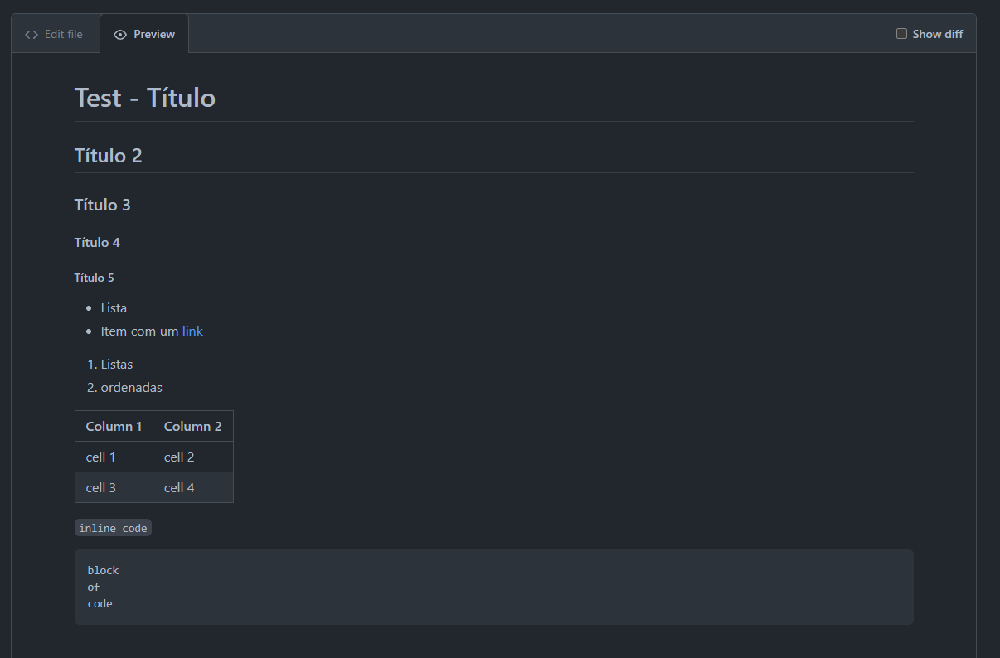 Edit file Preview Show diff
Test - Título
Título 2
Título 3
Título 4
Título 5
Lista
Item com um link
1. Listas
2. ordenadas
Column 1 Column 2
cell 1 cell 2
cell 3 cell 4
inline code
block
of
code